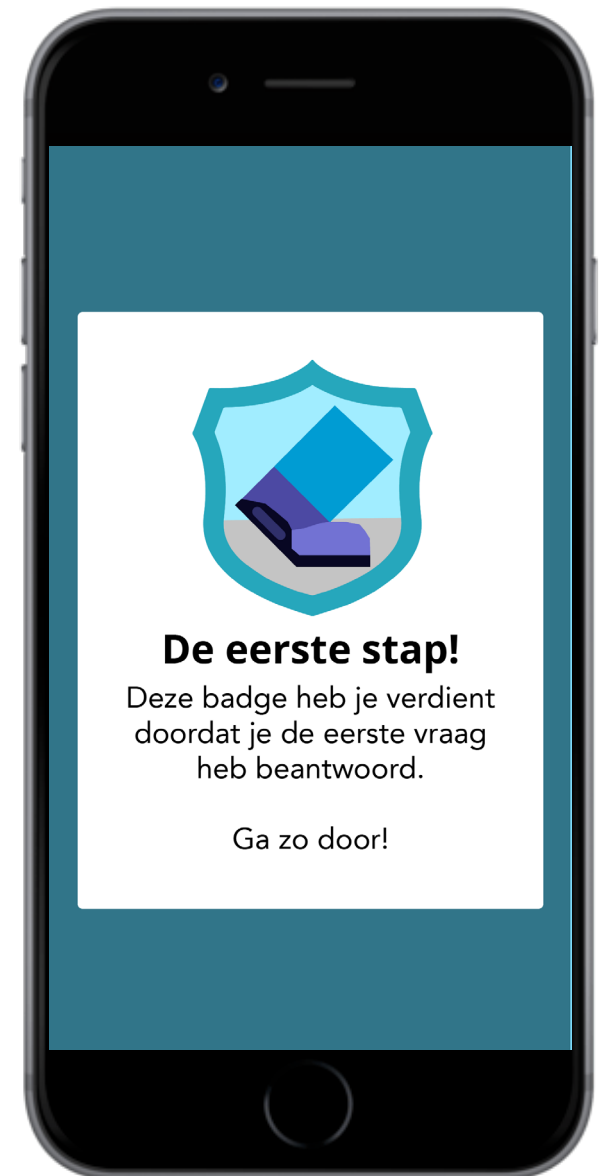 De eerste stap!
Deze badge heb je verdient
doordat je de eerste vraag
heb beantwoord.
Ga zo door!